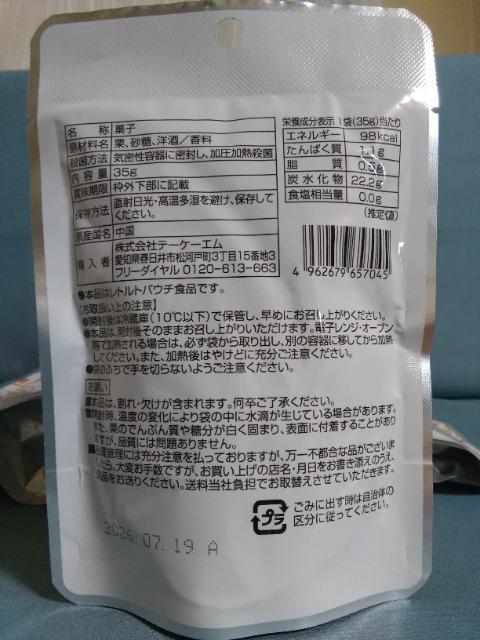 名称 菓子
原材料名 栗、砂糖、洋酒／香料
殺菌方法 気密性容器に密封し、加圧加熱殺菌
内容量 35g
賞味期限 枠外下部に記載
保存方法 直射日光・高温多湿を避け、保存して
ください。
原産国名 中国
輸入者 株式会社テーケーエム
愛知県春日井市松河戸町3丁目15番地3
フリーダイヤル 0120-613-663
栄養成分表示 1袋(35g)当たり
エネルギー 98kcal
たんぱく質 1.1g
脂質
炭水化物 22.2g
食塩相当量 0.0g
(推定値)
4 962679 657045
●本品はレトルトパウチ食品です。
【お取扱い上の注意】
●開封後は冷蔵庫(10℃以下)で保管し、早めにお召し上がりください。
●本品は、開封後そのままお召し上がりいただけます。電子レンジ・オーブン
等で加熱される場合は、必ず袋から取り出し、別の容器に移してから加熱
してください。また、加熱後はやけどに充分ご注意ください。
●袋のふちで手を切らないようご注意ください。
お願い
■本品は、割れ・欠けが含まれます。何卒ご了承ください。
■開封時、温度の変化により袋の中に水滴が生じている場合があります。
また、栗のでんぷん質や糖分が白く固まり、表面に付着することがあり
ますが、品質には問題ありません。
■品質管理には充分注意を払っておりますが、万一不都合な品がございま
したら、大変お手数ですが、お買い上げの店名・月日をお書き添えのうえ、
現品をお送りください。送料当社負担でお取替えさせていただきます。
プラ
ごみに出す時は自治体の
区分に従ってください。
2026.07.19 A